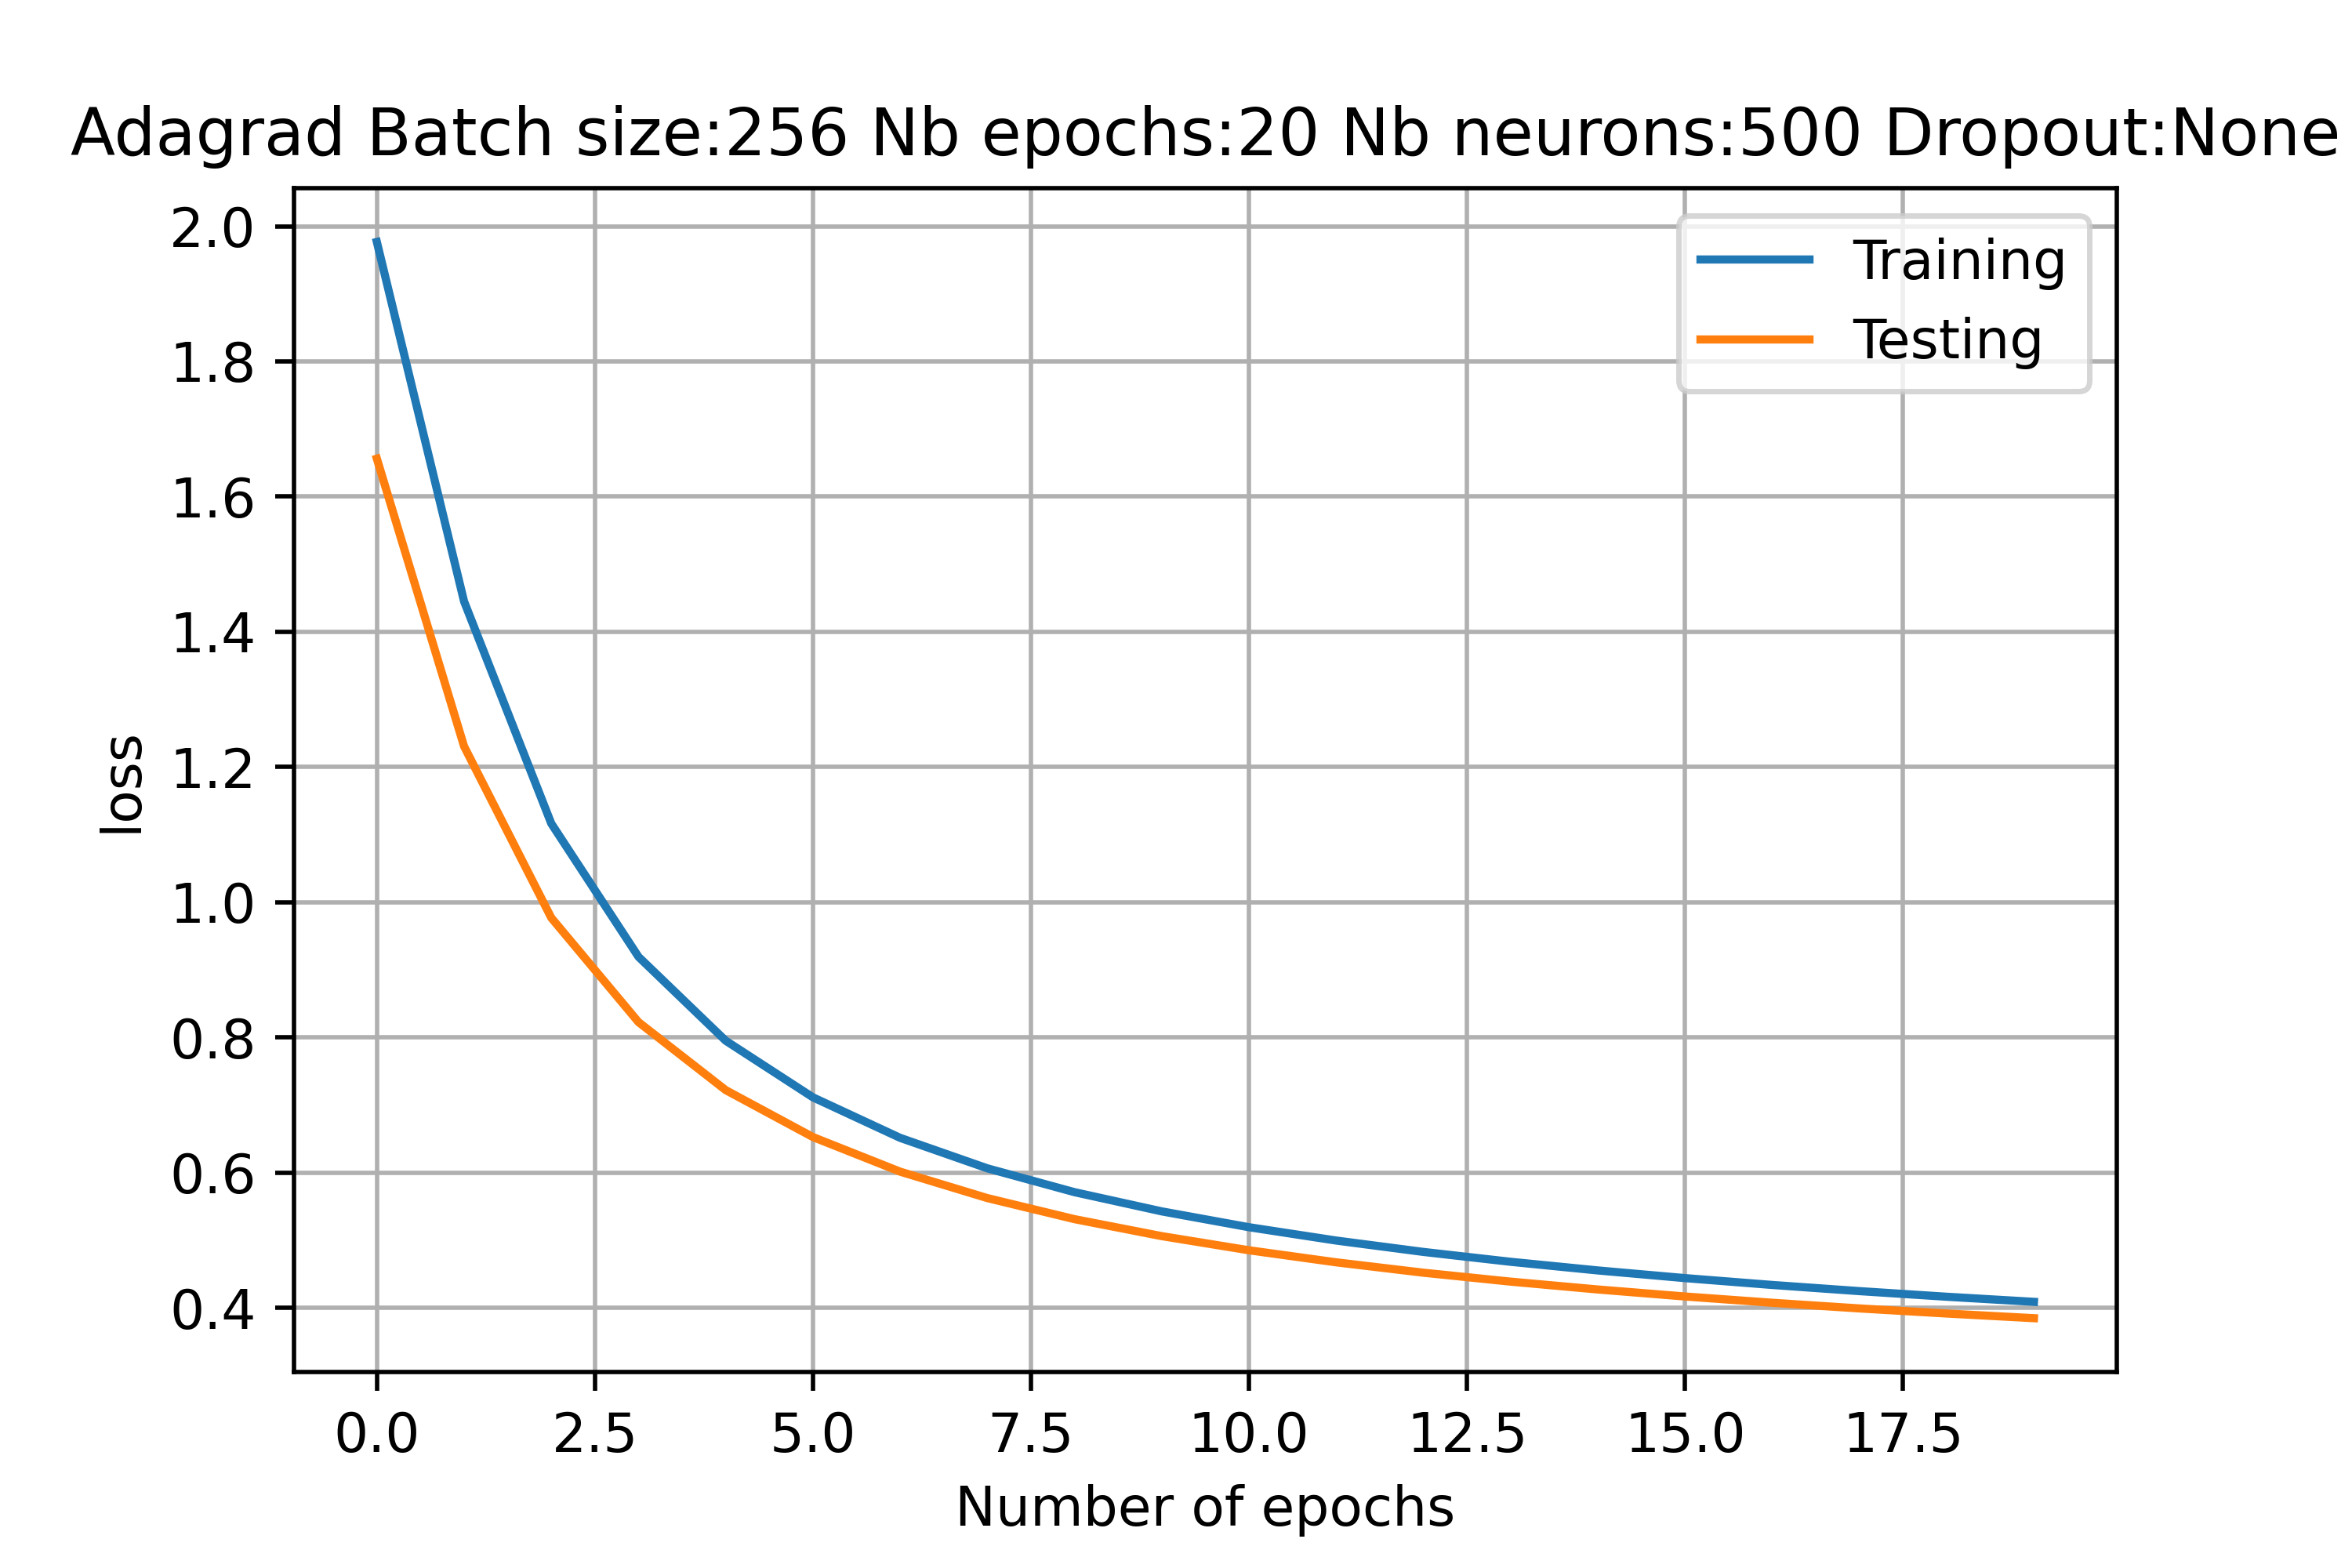 Adagrad Batch size:256 Nb epochs:20 Nb neurons:500 Dropout:None
2.0
1.8
1.6
1.4
1.2
1.0
0.8
0.6
0.4
loss
Training
Testing
0.0 2.5 5.0 7.5 10.0 12.5 15.0 17.5
Number of epochs